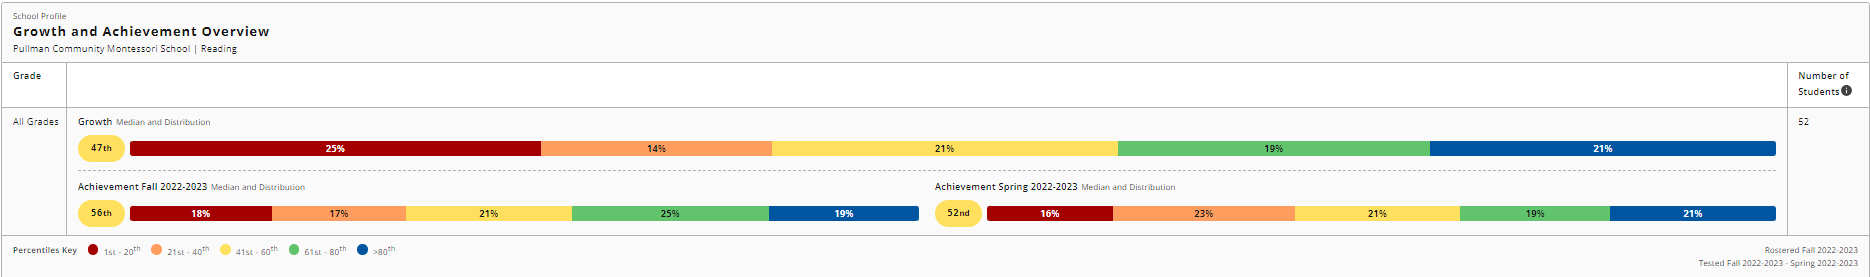 School Profile
Growth and Achievement Overview
Pullman Community Montessori School | Reading
Grade
Number of
Students
All Grades
Growth Median and Distribution
52
47th 25% 14% 21% 19% 21%
Achievement Fall 2022-2023 Median and Distribution
56th 18% 17% 21% 25% 19%
Achievement Spring 2022-2023 Median and Distribution
52nd 16% 23% 21% 19% 21%
Percentiles Key 1st - 20th 21st - 40th 41st - 60th 61st - 80th >80th
Rostered Fall 2022-2023
Tested Fall 2022-2023 - Spring 2022-2023